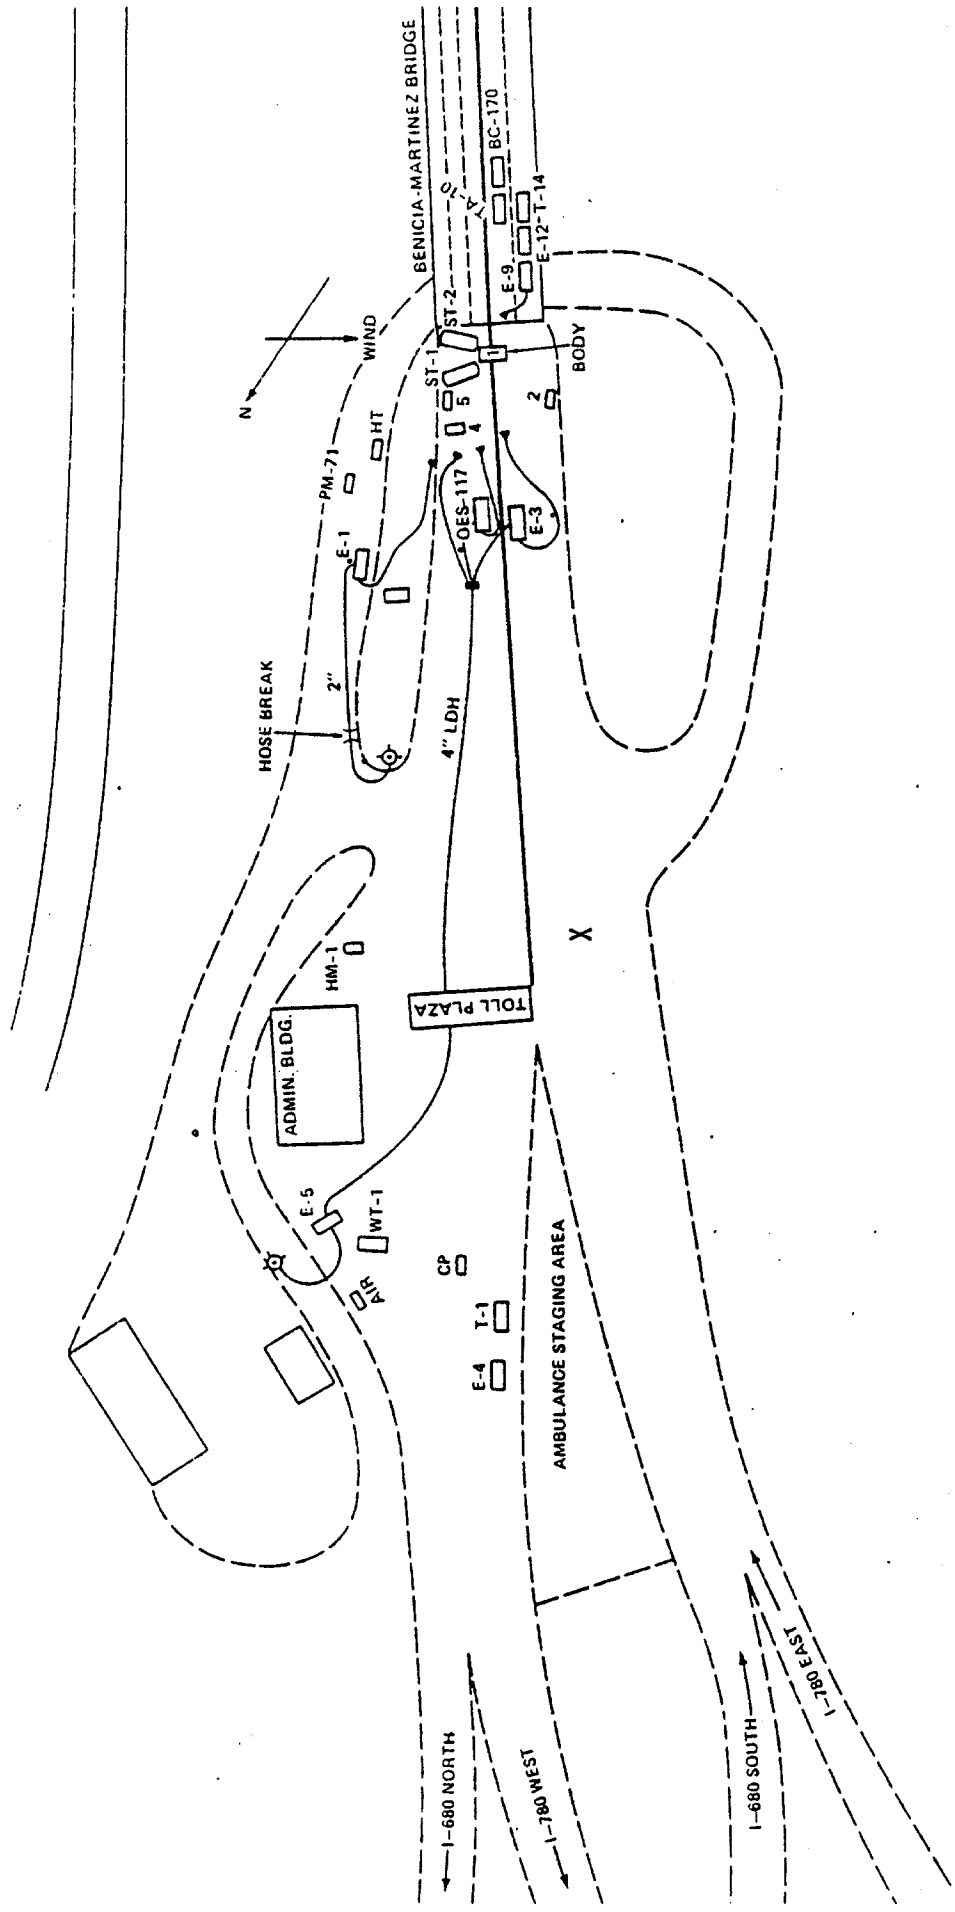 BENICIA-MARTINEZ BRIDGE
BC-170
TA-70
T-14
E-12
E-9
ST-2
ST-1
BODY
1
WIND
N
5
4
2
HT
PM-71
E-1
OES-117
E-3
HOSE BREAK
2"
4" LDH
HM-1
X
TOLL PLAZA
ADMIN. BLDG.
E-5
WT-1
AIR
CP
T-1
E-4
AMBULANCE STAGING AREA
I-680 NORTH
I-780 WEST
I-680 SOUTH
I-780 EAST